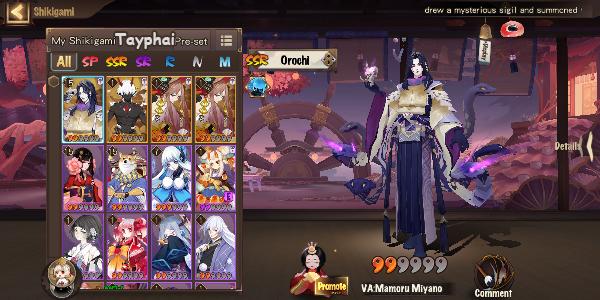 Shikigami
drew a mysterious sigil and summoned
My Shikigami Tayphai Pre-set
All SP SSR SR R N M
SSR Orochi
Details
999999
Promote
VA:Mamoru Miyano
Comment